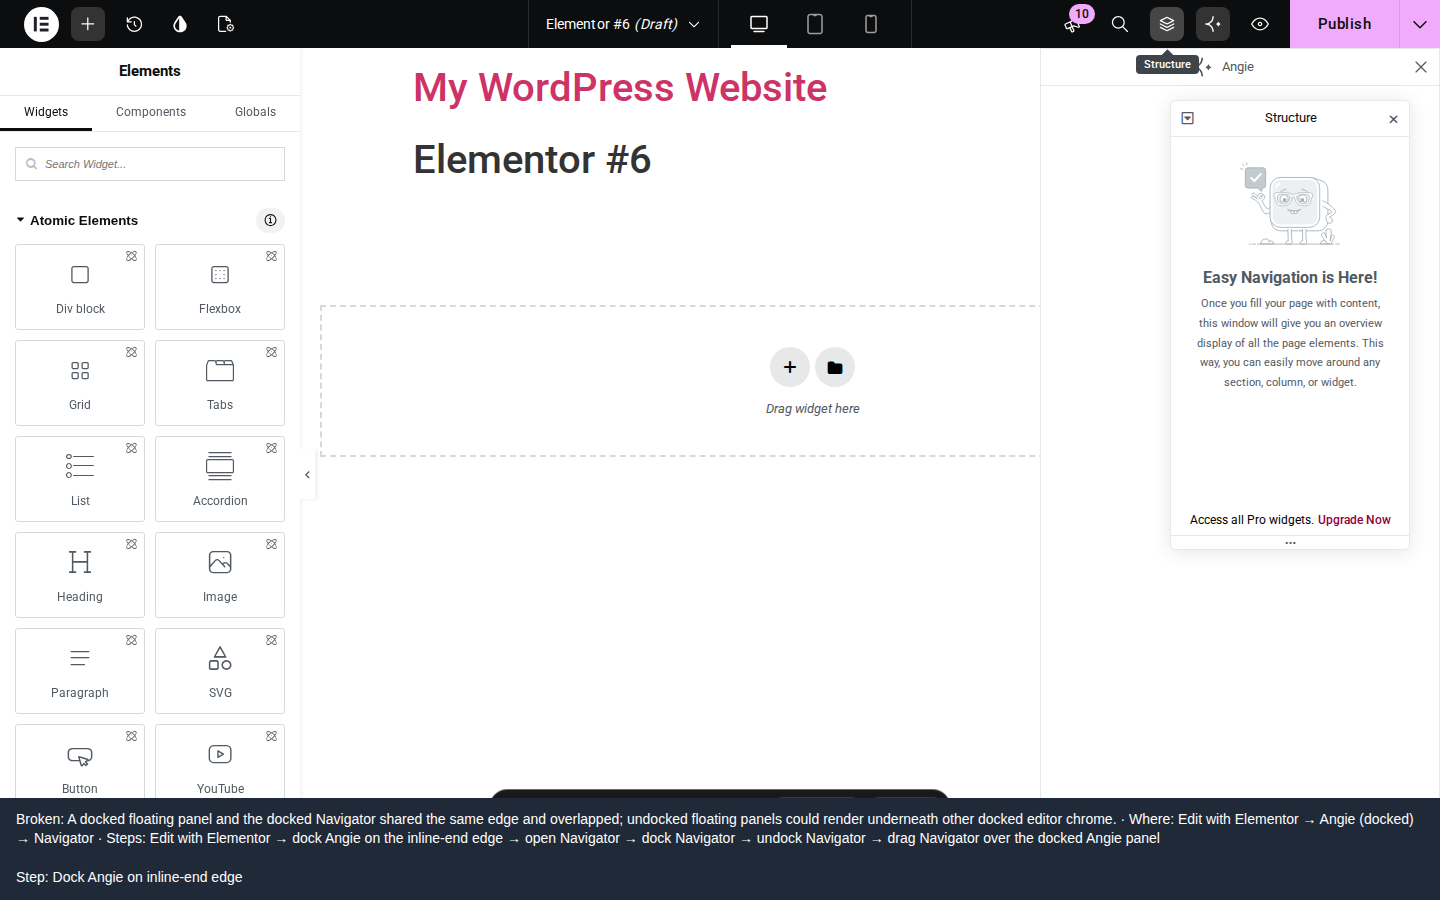 Elementor #6 (Draft)
10
Publish
Structure
Angie
Elements
Widgets
Components
Globals
Search Widget...
Atomic Elements
Div block
Flexbox
Grid
Tabs
List
Accordion
Heading
Image
Paragraph
SVG
Button
YouTube
My WordPress Website
Elementor #6
Drag widget here
Structure
Easy Navigation is Here!
Once you fill your page with content,
this window will give you an overview
display of all the page elements. This
way, you can easily move around any
section, column, or widget.
Access all Pro widgets. Upgrade Now
Broken: A docked floating panel and the docked Navigator shared the same edge and overlapped; undocked floating panels could render underneath other docked editor chrome. · Where: Edit with Elementor → Angie (docked)
→ Navigator · Steps: Edit with Elementor → dock Angie on the inline-end edge → open Navigator → dock Navigator → undock Navigator → drag Navigator over the docked Angie panel
Step: Dock Angie on inline-end edge